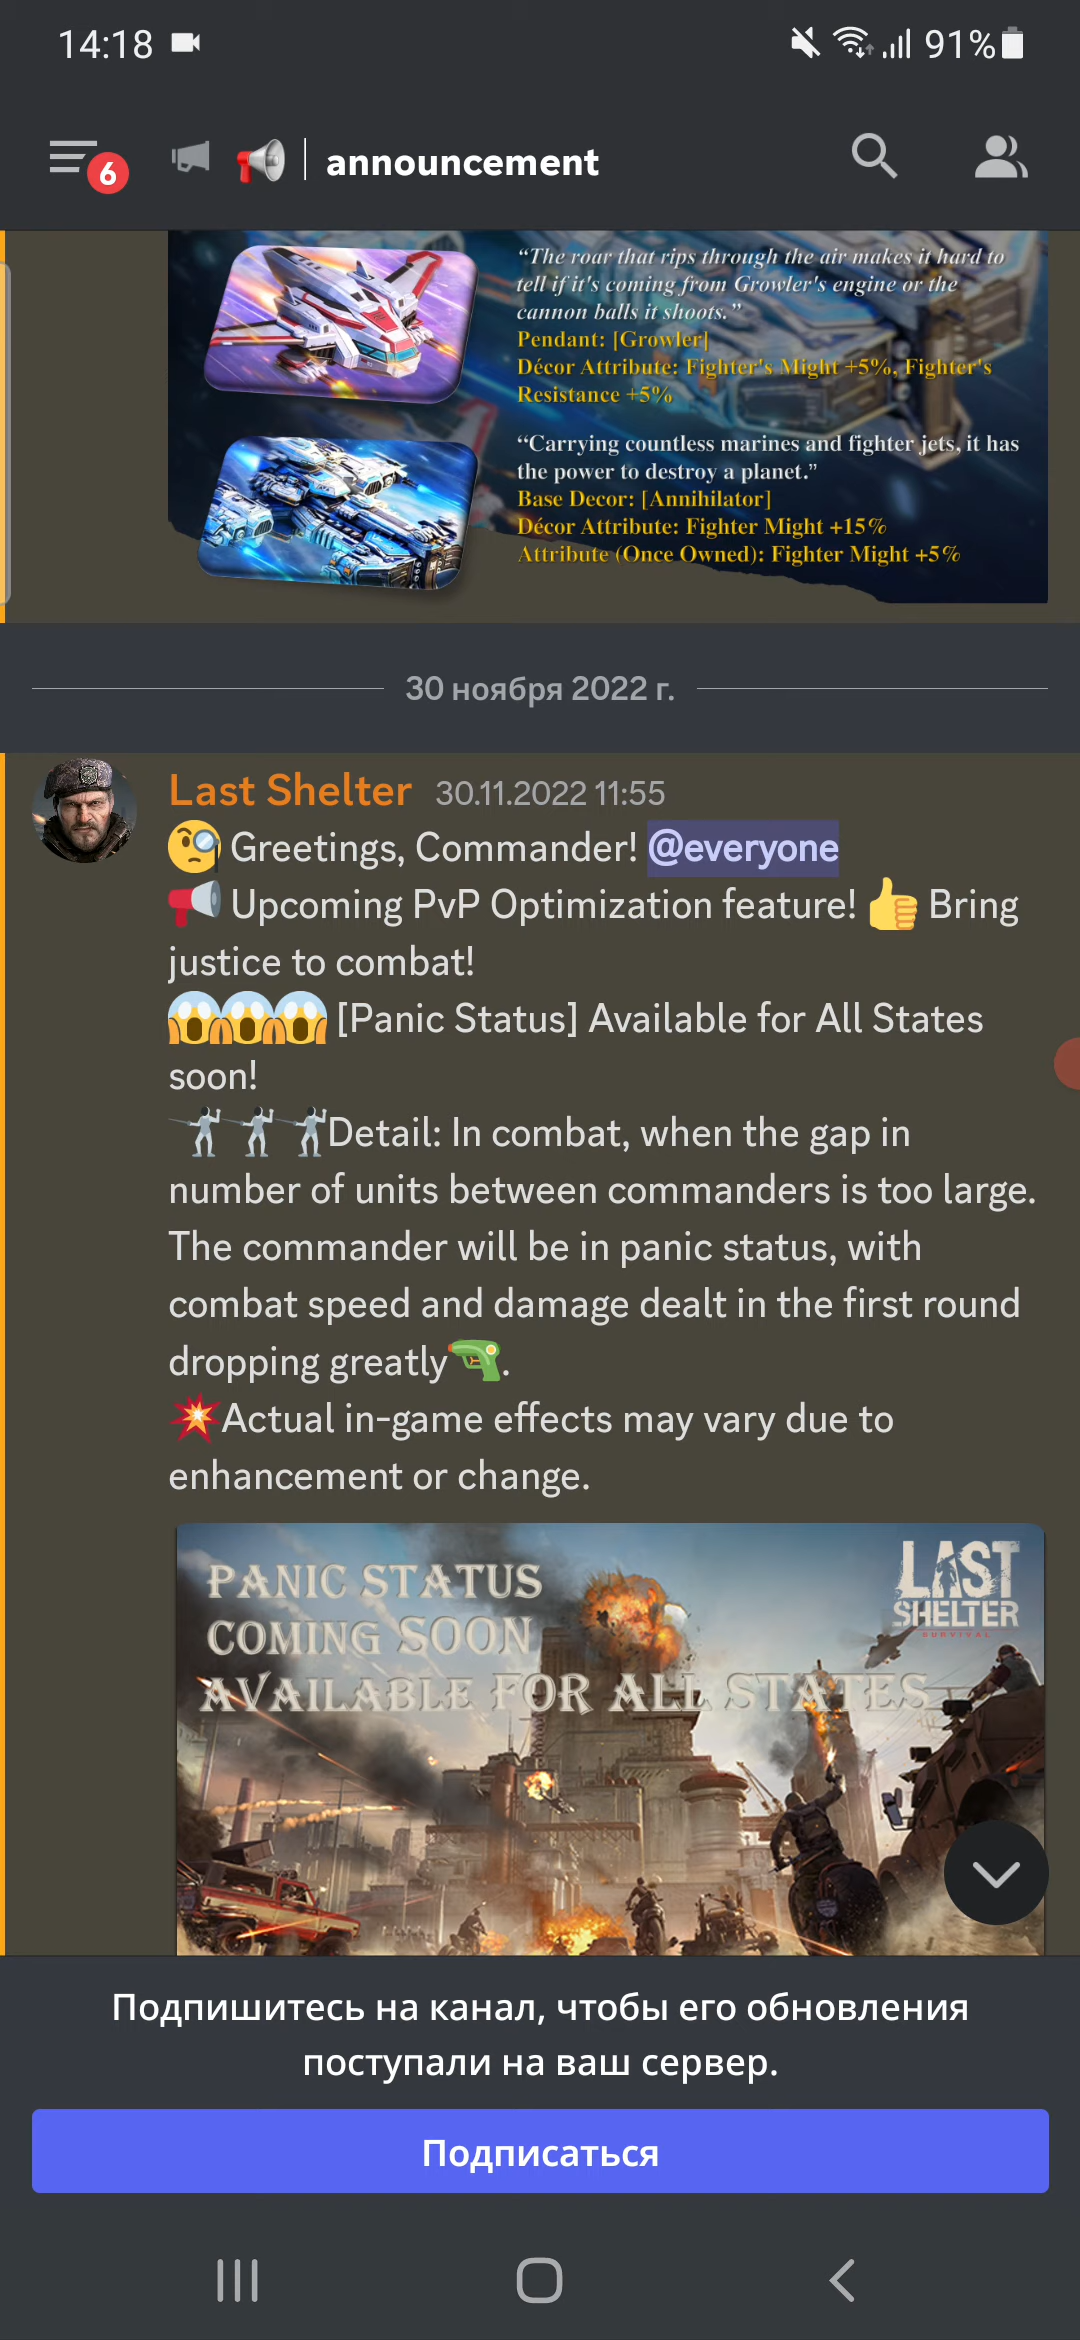 14:18
91%
6
announcement
“The roar that rips through the air makes it hard to
tell if it's coming from Growler's engine or the
cannon balls it shoots.”
Pendant: [Growler]
Décor Attribute: Fighter's Might +5%, Fighter's
Resistance +5%
“Carrying countless marines and fighter jets, it has
the power to destroy a planet.”
Base Decor: [Annihilator]
Décor Attribute: Fighter Might +15%
Attribute (Once Owned): Fighter Might +5%
30 ноября 2022 г.
Last Shelter 30.11.2022 11:55
Greetings, Commander! @everyone
Upcoming PvP Optimization feature! Bring
justice to combat!
[Panic Status] Available for All States
soon!
Detail: In combat, when the gap in
number of units between commanders is too large.
The commander will be in panic status, with
combat speed and damage dealt in the first round
dropping greatly.
Actual in-game effects may vary due to
enhancement or change.
PANIC STATUS
COMING SOON
AVAILABLE FOR ALL STATES
LAST
SHELTER
SURVIVAL
Подпишитесь на канал, чтобы его обновления
поступали на ваш сервер.
Подписаться